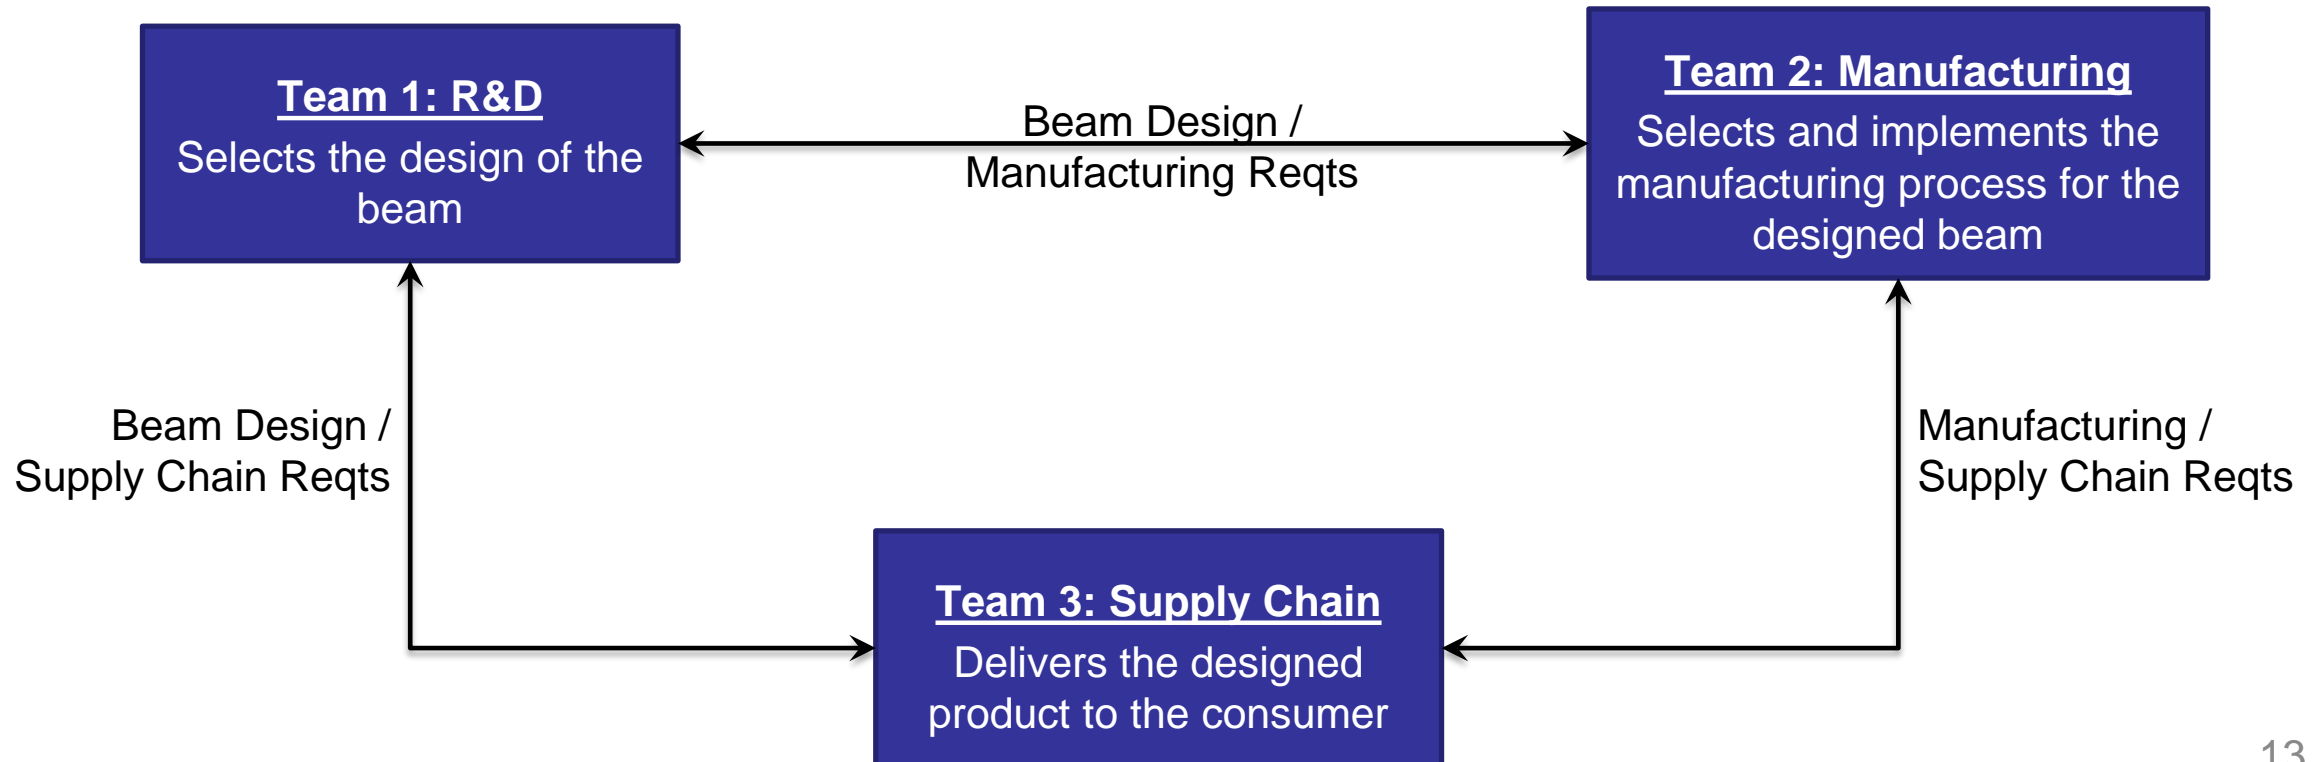 Team 1: R&D
Selects the design of the
beam
Beam Design /
Manufacturing Reqts
Team 2: Manufacturing
Selects and implements the
manufacturing process for the
designed beam
Beam Design /
Supply Chain Reqts
Manufacturing /
Supply Chain Reqts
Team 3: Supply Chain
Delivers the designed
product to the consumer
13